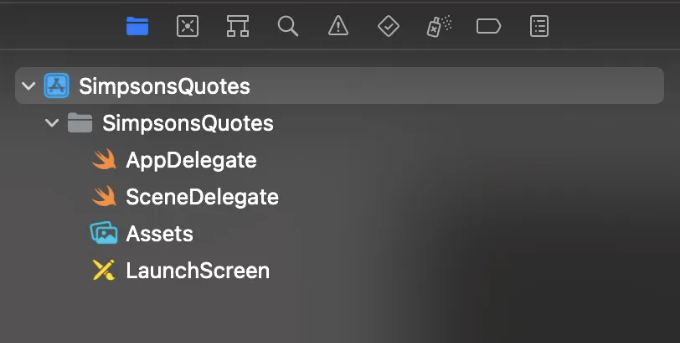 SimpsonsQuotes
SimpsonsQuotes
AppDelegate
SceneDelegate
Assets
LaunchScreen